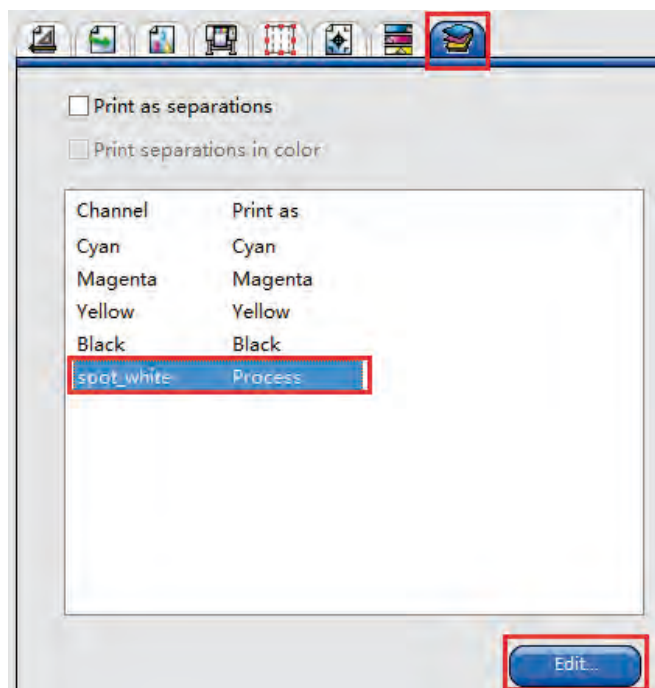 Print as separations
Print separations in color
Channel Print as
Cyan Cyan
Magenta Magenta
Yellow Yellow
Black Black
spot_white Process
Edit...